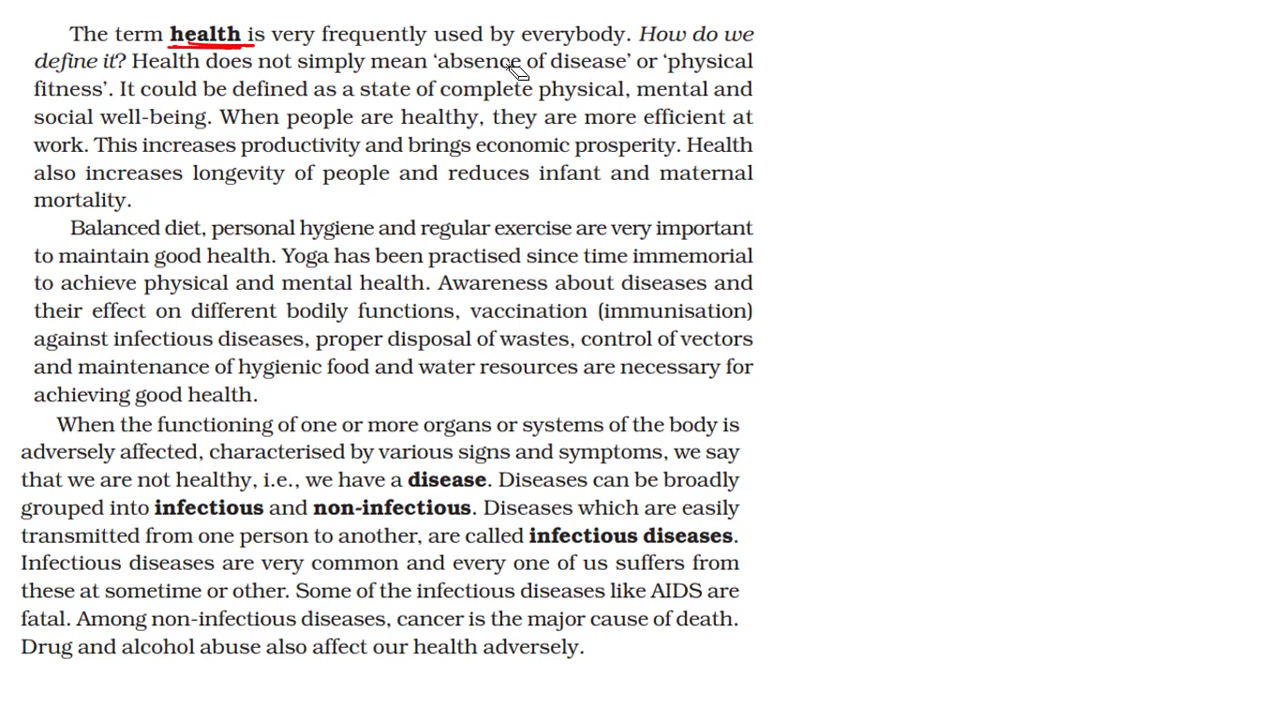 The term health is very frequently used by everybody. How do we
define it? Health does not simply mean ‘absence of disease’ or ‘physical
fitness’. It could be defined as a state of complete physical, mental and
social well-being. When people are healthy, they are more efficient at
work. This increases productivity and brings economic prosperity. Health
also increases longevity of people and reduces infant and maternal
mortality.
Balanced diet, personal hygiene and regular exercise are very important
to maintain good health. Yoga has been practised since time immemorial
to achieve physical and mental health. Awareness about diseases and
their effect on different bodily functions, vaccination (immunisation)
against infectious diseases, proper disposal of wastes, control of vectors
and maintenance of hygienic food and water resources are necessary for
achieving good health.
When the functioning of one or more organs or systems of the body is
adversely affected, characterised by various signs and symptoms, we say
that we are not healthy, i.e., we have a disease. Diseases can be broadly
grouped into infectious and non-infectious. Diseases which are easily
transmitted from one person to another, are called infectious diseases.
Infectious diseases are very common and every one of us suffers from
these at sometime or other. Some of the infectious diseases like AIDS are
fatal. Among non-infectious diseases, cancer is the major cause of death.
Drug and alcohol abuse also affect our health adversely.